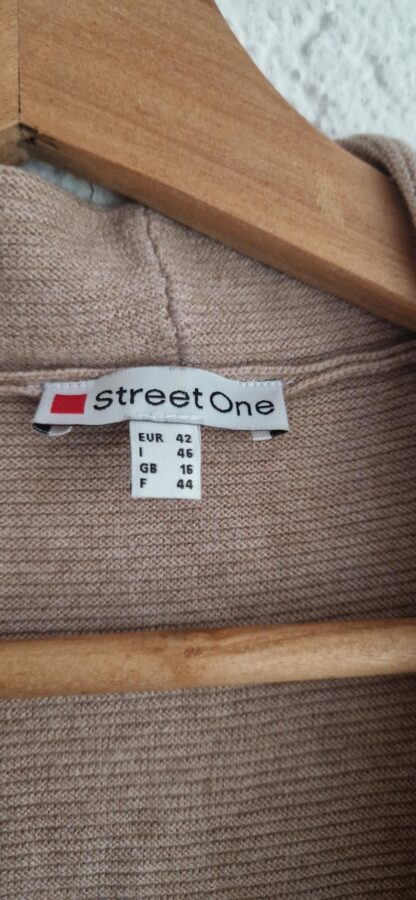 street One
EUR 42
I 46
GB 16
F 44